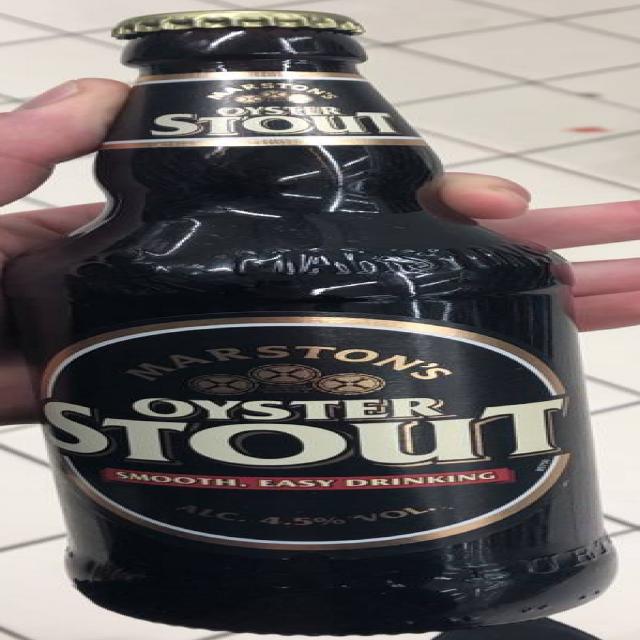 MARSTON'S
OYSTER
STOUT
MARSTON'S
OYSTER
STOUT
SMOOTH, EASY DRINKING
ALC. 4.5% VOL.